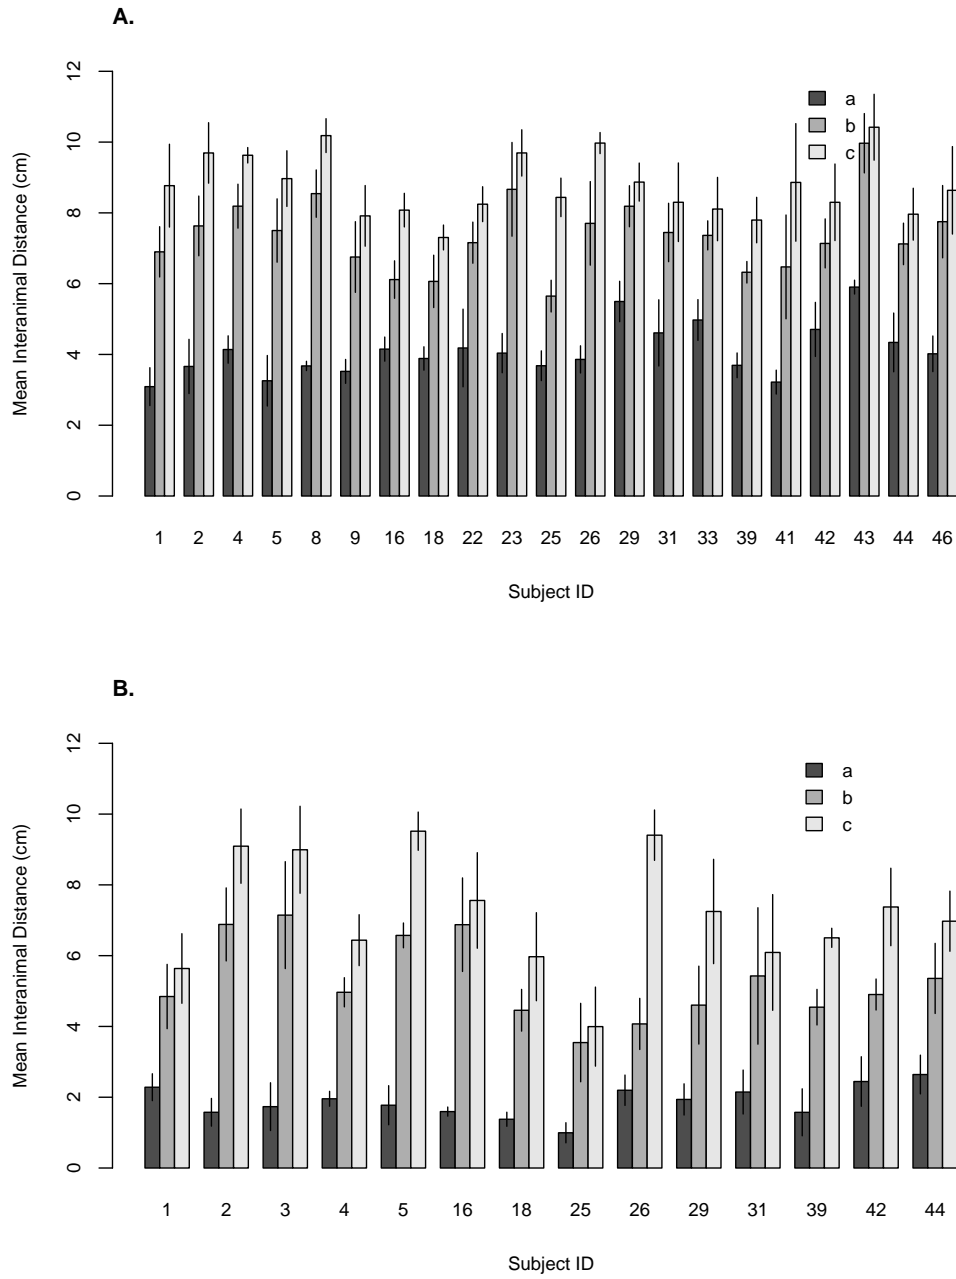 A.
12
10
8
6
4
2
0
Mean Interanimal Distance (cm)
a
b
c
1 2 4 5 8 9 16 18 22 23 25 26 29 31 33 39 41 42 43 44 46
Subject ID
B.
12
10
8
6
4
2
0
Mean Interanimal Distance (cm)
a
b
c
1 2 3 4 5 16 18 25 26 29 31 39 42 44
Subject ID